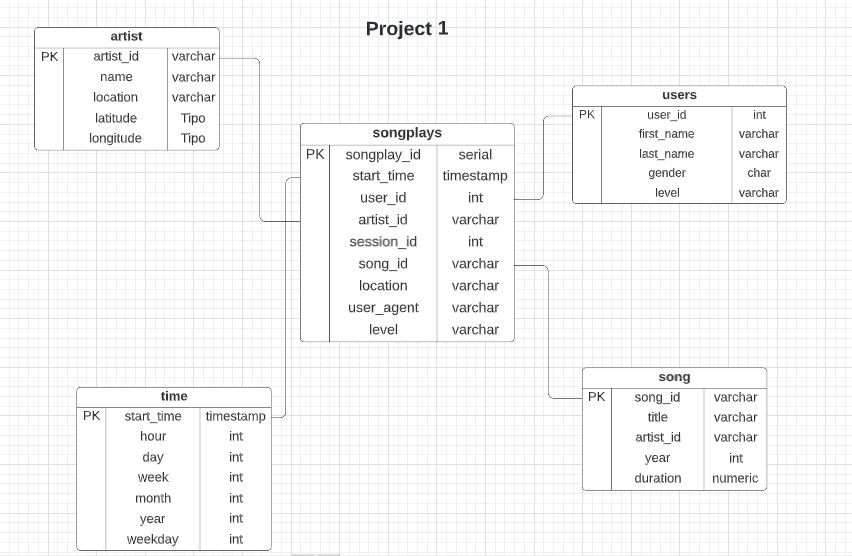 Project 1
artist
PK artist_id varchar
name varchar
location varchar
latitude Tipo
longitude Tipo
users
PK user_id int
first_name varchar
last_name varchar
gender char
level varchar
songplays
PK songplay_id serial
start_time timestamp
user_id int
artist_id varchar
session_id int
song_id varchar
location varchar
user_agent varchar
level varchar
song
PK song_id varchar
title varchar
artist_id varchar
year int
duration numeric
time
PK start_time timestamp
hour int
day int
week int
month int
year int
weekday int